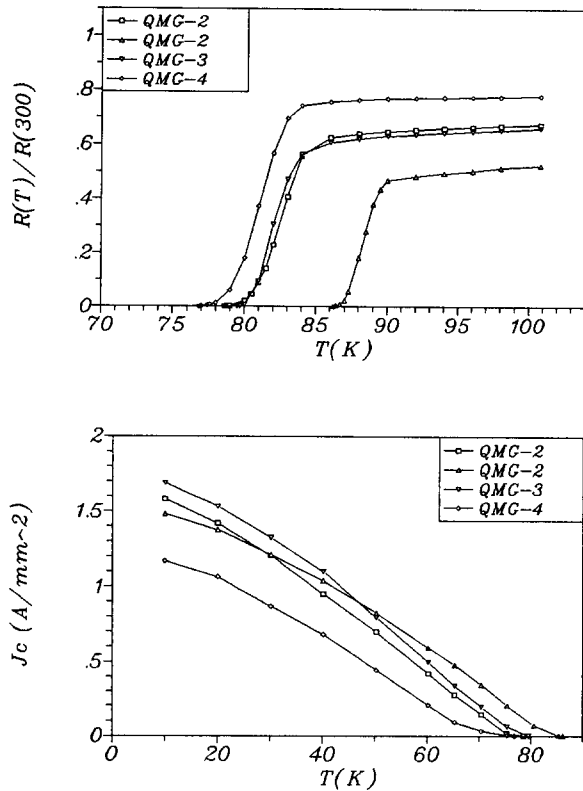 1
.8
.6
.4
.2
0
R(T)/R(300)
QMG-2
QMG-2
QMG-3
QMG-4
70 75 80 85 90 95 100
T(K)
2
1.5
1
.5
0
Jc (A/mm^2)
QMG-2
QMG-2
QMG-3
QMG-4
0 20 40 60 80
T(K)